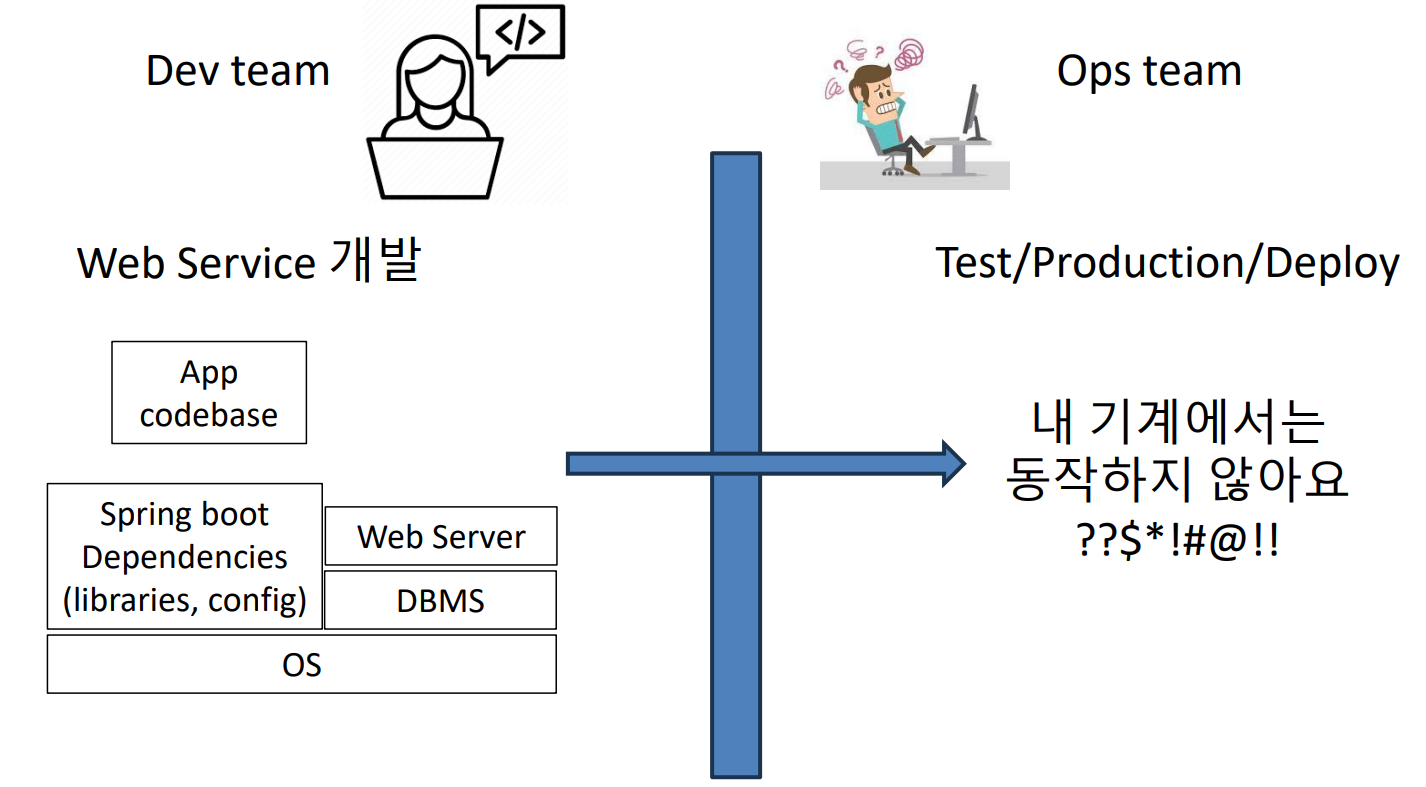 Dev team
</>
Ops team
Web Service 개발
Test/Production/Deploy
App
codebase
Spring boot
Dependencies
(libraries, config)
Web Server
DBMS
OS
내 기계에서는
동작하지 않아요
??$*!#@!!